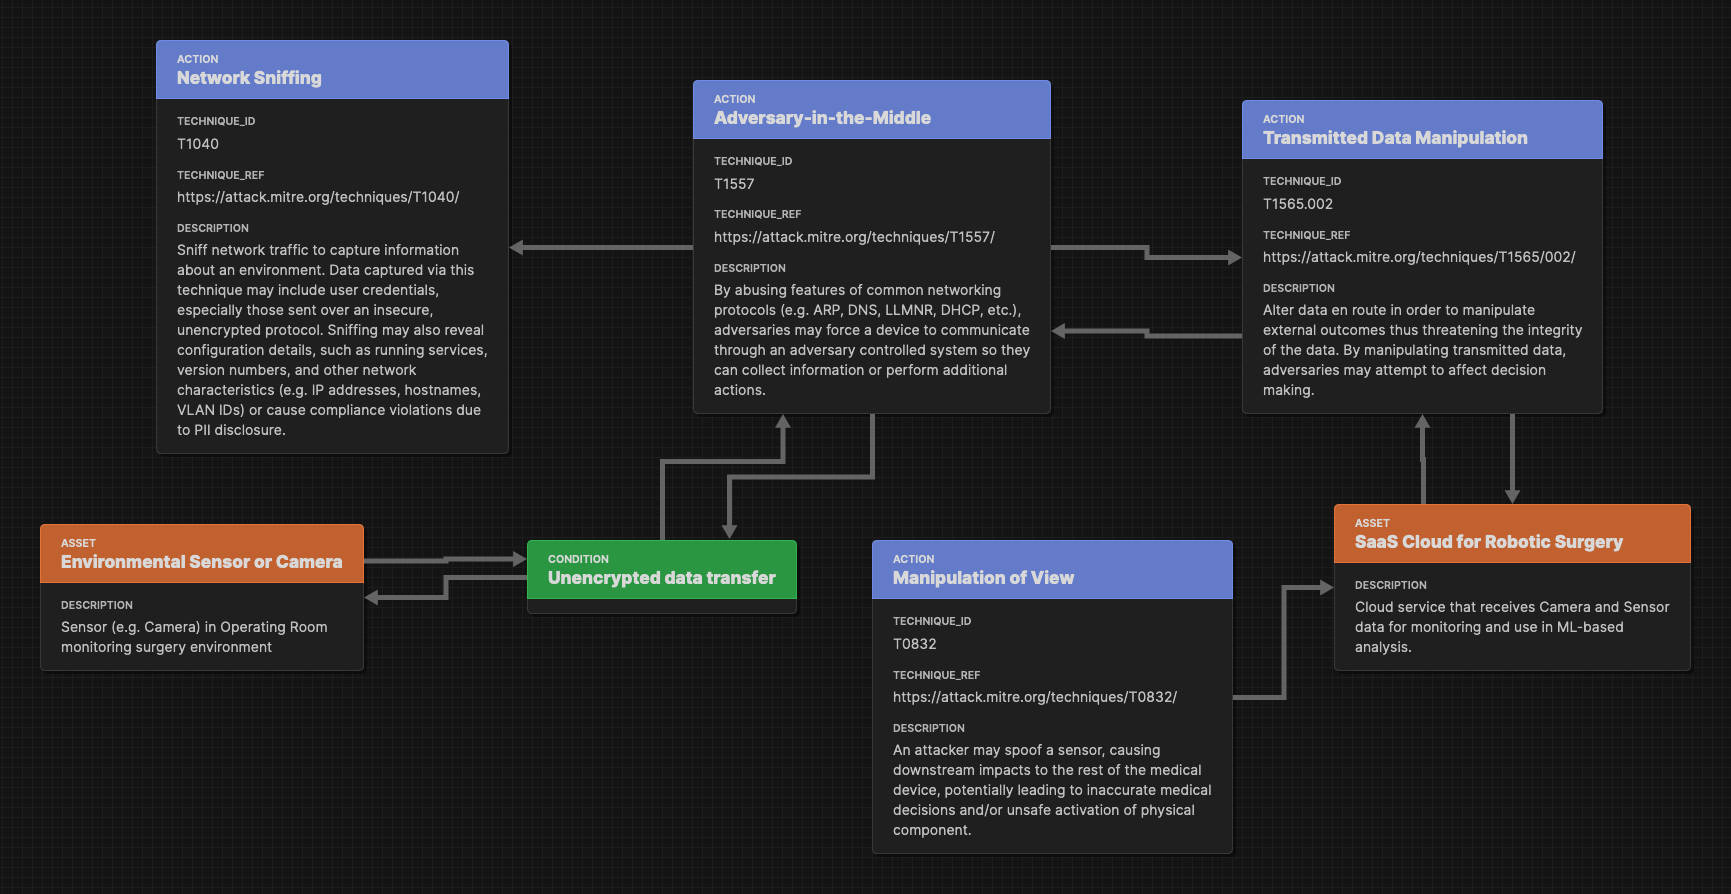 ACTION
Network Sniffing
TECHNIQUE_ID
T1040
TECHNIQUE_REF
https://attack.mitre.org/techniques/T1040/
DESCRIPTION
Sniff network traffic to capture information
about an environment. Data captured via this
technique may include user credentials,
especially those sent over an insecure,
unencrypted protocol. Sniffing may also reveal
configuration details, such as running services,
version numbers, and other network
characteristics (e.g. IP addresses, hostnames,
VLAN IDs) or cause compliance violations due
to PII disclosure.
ACTION
Adversary-in-the-Middle
TECHNIQUE_ID
T1557
TECHNIQUE_REF
https://attack.mitre.org/techniques/T1557/
DESCRIPTION
By abusing features of common networking
protocols (e.g. ARP, DNS, LLMNR, DHCP, etc.),
adversaries may force a device to communicate
through an adversary controlled system so they
can collect information or perform additional
actions.
ACTION
Transmitted Data Manipulation
TECHNIQUE_ID
T1565.002
TECHNIQUE_REF
https://attack.mitre.org/techniques/T1565/002/
DESCRIPTION
Alter data en route in order to manipulate
external outcomes thus threatening the integrity
of the data. By manipulating transmitted data,
adversaries may attempt to affect decision
making.
ASSET
Environmental Sensor or Camera
DESCRIPTION
Sensor (e.g. Camera) in Operating Room
monitoring surgery environment
CONDITION
Unencrypted data transfer
ACTION
Manipulation of View
TECHNIQUE_ID
T0832
TECHNIQUE_REF
https://attack.mitre.org/techniques/T0832/
DESCRIPTION
An attacker may spoof a sensor, causing
downstream impacts to the rest of the medical
device, potentially leading to inaccurate medical
decisions and/or unsafe activation of physical
component.
ASSET
SaaS Cloud for Robotic Surgery
DESCRIPTION
Cloud service that receives Camera and Sensor
data for monitoring and use in ML-based
analysis.